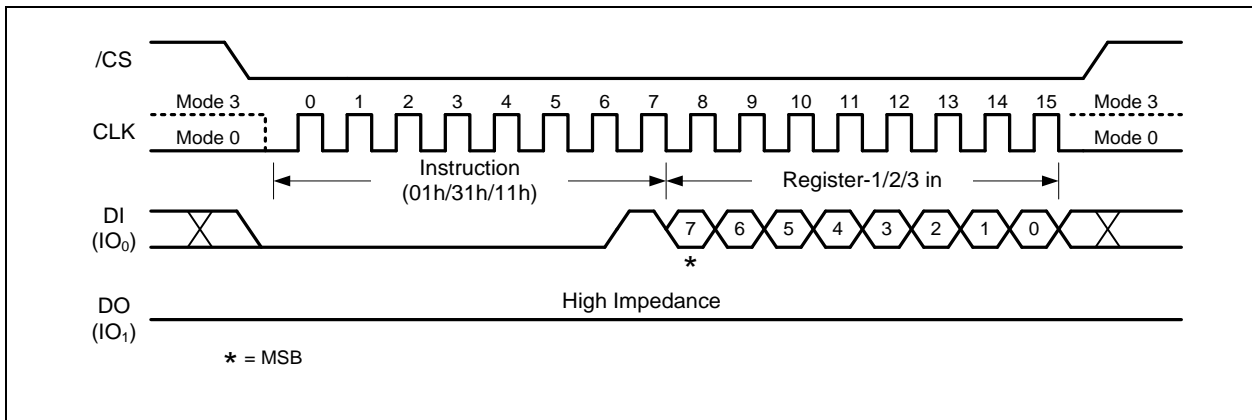 /CS
Mode 3 0 1 2 3 4 5 6 7 8 9 10 11 12 13 14 15 Mode 3
CLK Mode 0 Mode 0
Instruction
(01h/31h/11h)
Register-1/2/3 in
DI
(IO₀)
7 6 5 4 3 2 1 0
*
High Impedance
DO
(IO₁)
* = MSB